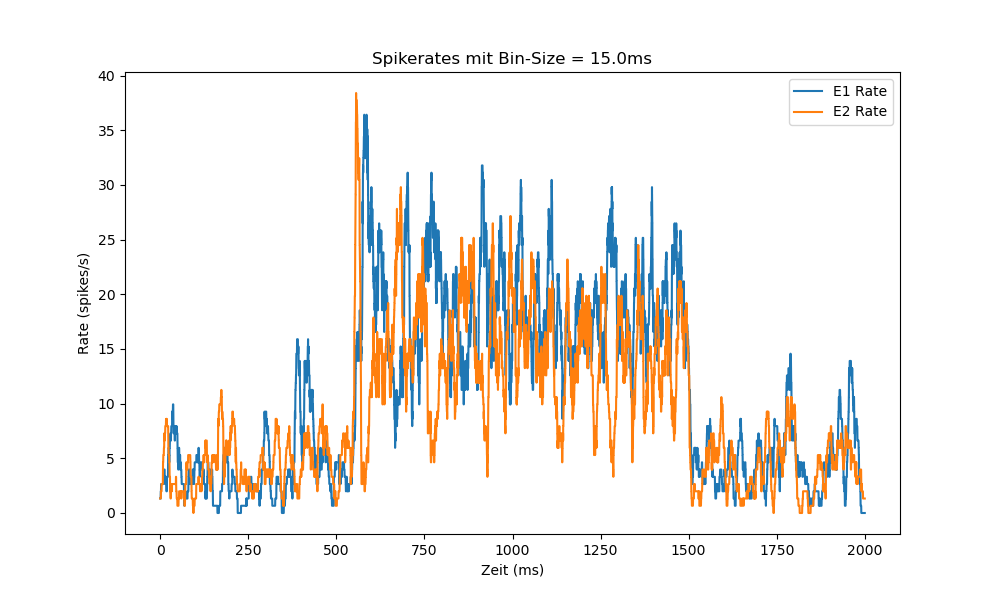 Spikerates mit Bin-Size = 15.0ms
40
35
30
25
20
15
10
5
0
Rate (spikes/s)
E1 Rate
E2 Rate
0 250 500 750 1000 1250 1500 1750 2000
Zeit (ms)